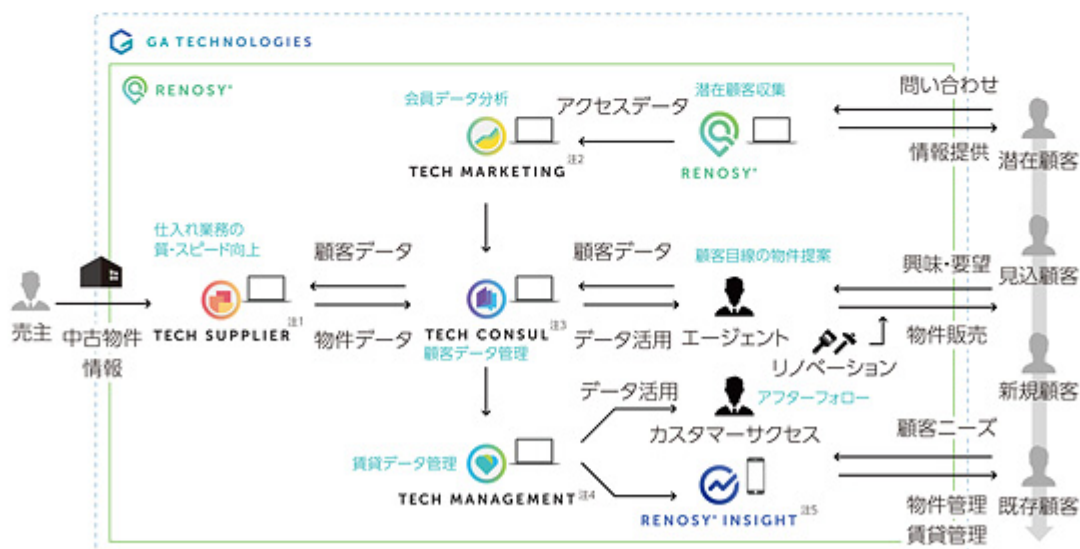 GA TECHNOLOGIES
RENOSY®
会員データ分析
アクセスデータ
潜在顧客収集
問い合わせ
TECH MARKETING 注2
RENOSY®
情報提供
潜在顧客
仕入れ業務の
質・スピード向上
顧客データ
顧客データ
顧客目線の物件提案
興味・要望
見込顧客
売主
中古物件
情報
TECH SUPPLIER 注1
物件データ
TECH CONSUL 注3
顧客データ管理
データ活用
エージェント
物件販売
リノベーション
データ活用
アフターフォロー
新規顧客
カスタマーサクセス
顧客ニーズ
賃貸データ管理
TECH MANAGEMENT 注4
RENOSY® INSIGHT 注5
物件管理
既存顧客
賃貸管理